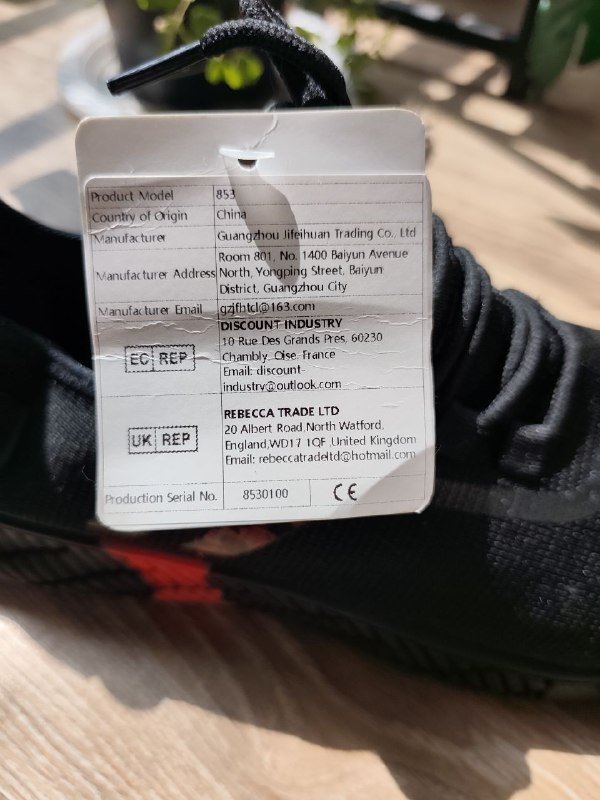 Product Model 853
Country of Origin China
Manufacturer Guangzhou Jifeihuan Trading Co., Ltd
Manufacturer Address Room 801, No. 1400 Baiyun Avenue
North, Yongping Street, Baiyun
District, Guangzhou City
Manufacturer Email gzjfhtcl@163.com
EC REP
DISCOUNT INDUSTRY
10 Rue Des Grands Pres, 60230
Chambly, Oise France
Email: discount-
industry@outlook.com
UK REP
REBECCA TRADE LTD
20 Albert Road,North Watford,
England,WD17 1QF ,United Kingdom
Email: rebeccatradeltd@hotmail.com
Production Serial No. 8530100 CE